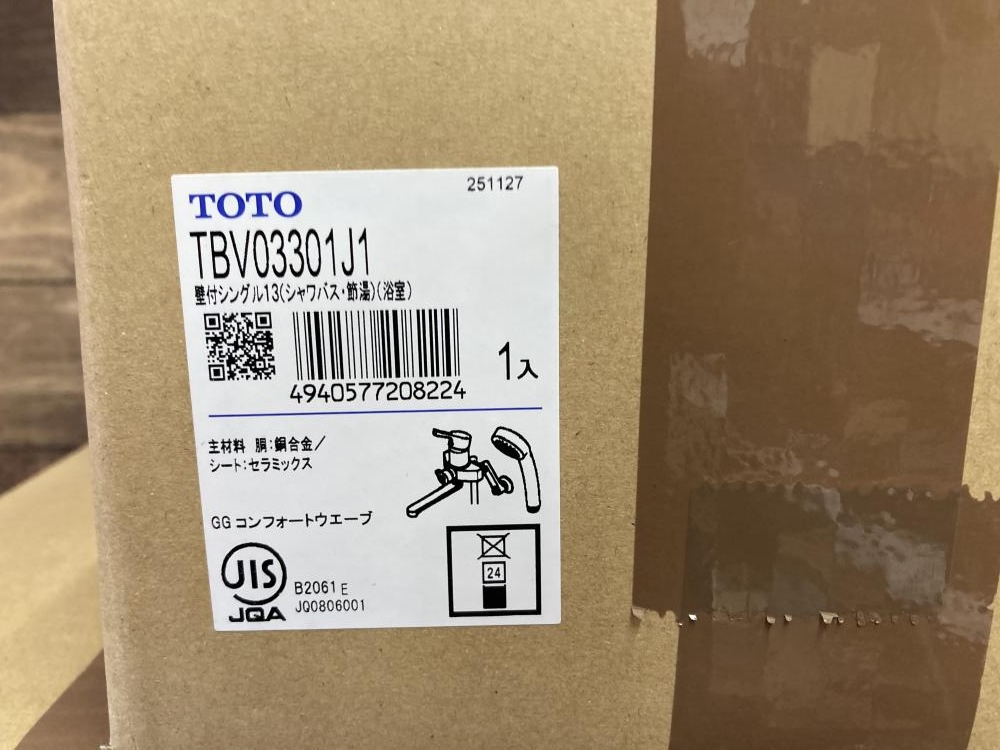 251127
TOTO
TBV03301J1
壁付シングル13(シャワバス・節湯)(浴室)
4940577208224
1入
主材料 胴:銅合金/
シート:セラミックス
GGコンフォートウエーブ
JIS
JQA
B2061 E
JQ0806001
24